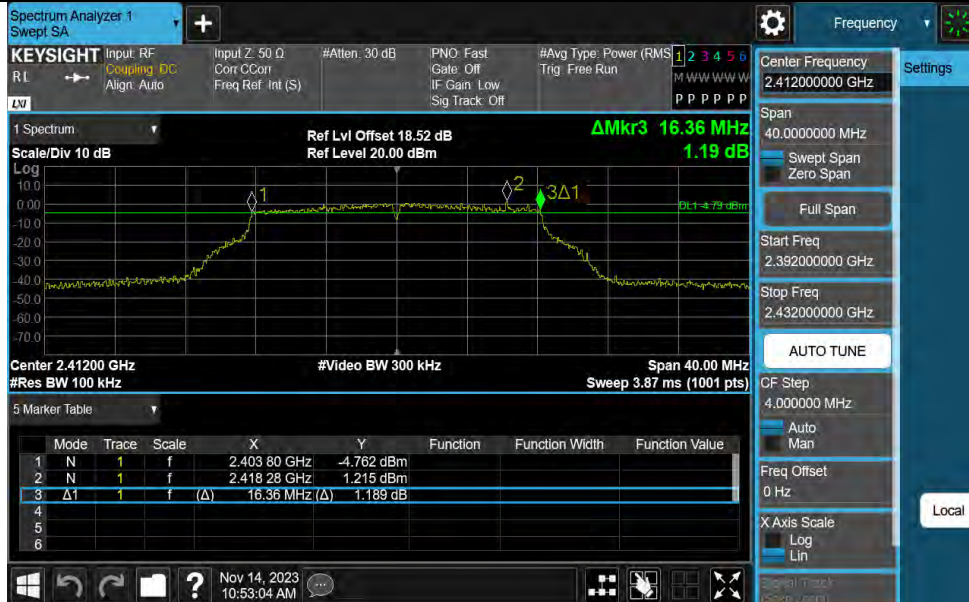 Spectrum Analyzer 1
Swept SA
Frequency
KEYSIGHT
Input: RF
Coupling: DC
Align: Auto
Input Z: 50 Ω
Corr CCorr
Freq Ref: Int (S)
#Atten: 30 dB
PNO: Fast
Gate: Off
IF Gain: Low
Sig Track: Off
#Avg Type: Power (RMS
Trig: Free Run
1 2 3 4 5 6
M W W W W W
P P P P P P
LXI
1 Spectrum
Scale/Div 10 dB
Ref Lvl Offset 18.52 dB
Ref Level 20.00 dBm
ΔMkr3 16.36 MHz
1.19 dB
Log
10.0
0.00
-10.0
-20.0
-30.0
-40.0
-50.0
-60.0
-70.0
1
2
3Δ1
DL1 -4.79 dBm
Center 2.41200 GHz
#Res BW 100 kHz
#Video BW 300 kHz
Span 40.00 MHz
Sweep 3.87 ms (1001 pts)
5 Marker Table
Mode Trace Scale X Y Function Function Width Function Value
1 N 1 f 2.403 80 GHz -4.762 dBm
2 N 1 f 2.418 28 GHz 1.215 dBm
3 Δ1 1 f (Δ) 16.36 MHz (Δ) 1.189 dB
4
5
6
Nov 14, 2023
10:53:04 AM
Center Frequency
2.412000000 GHz
Span
40.0000000 MHz
Swept Span
Zero Span
Full Span
Start Freq
2.392000000 GHz
Stop Freq
2.432000000 GHz
AUTO TUNE
CF Step
4.000000 MHz
Auto
Man
Freq Offset
0 Hz
X Axis Scale
Log
Lin
Signal Track
Settings
Local